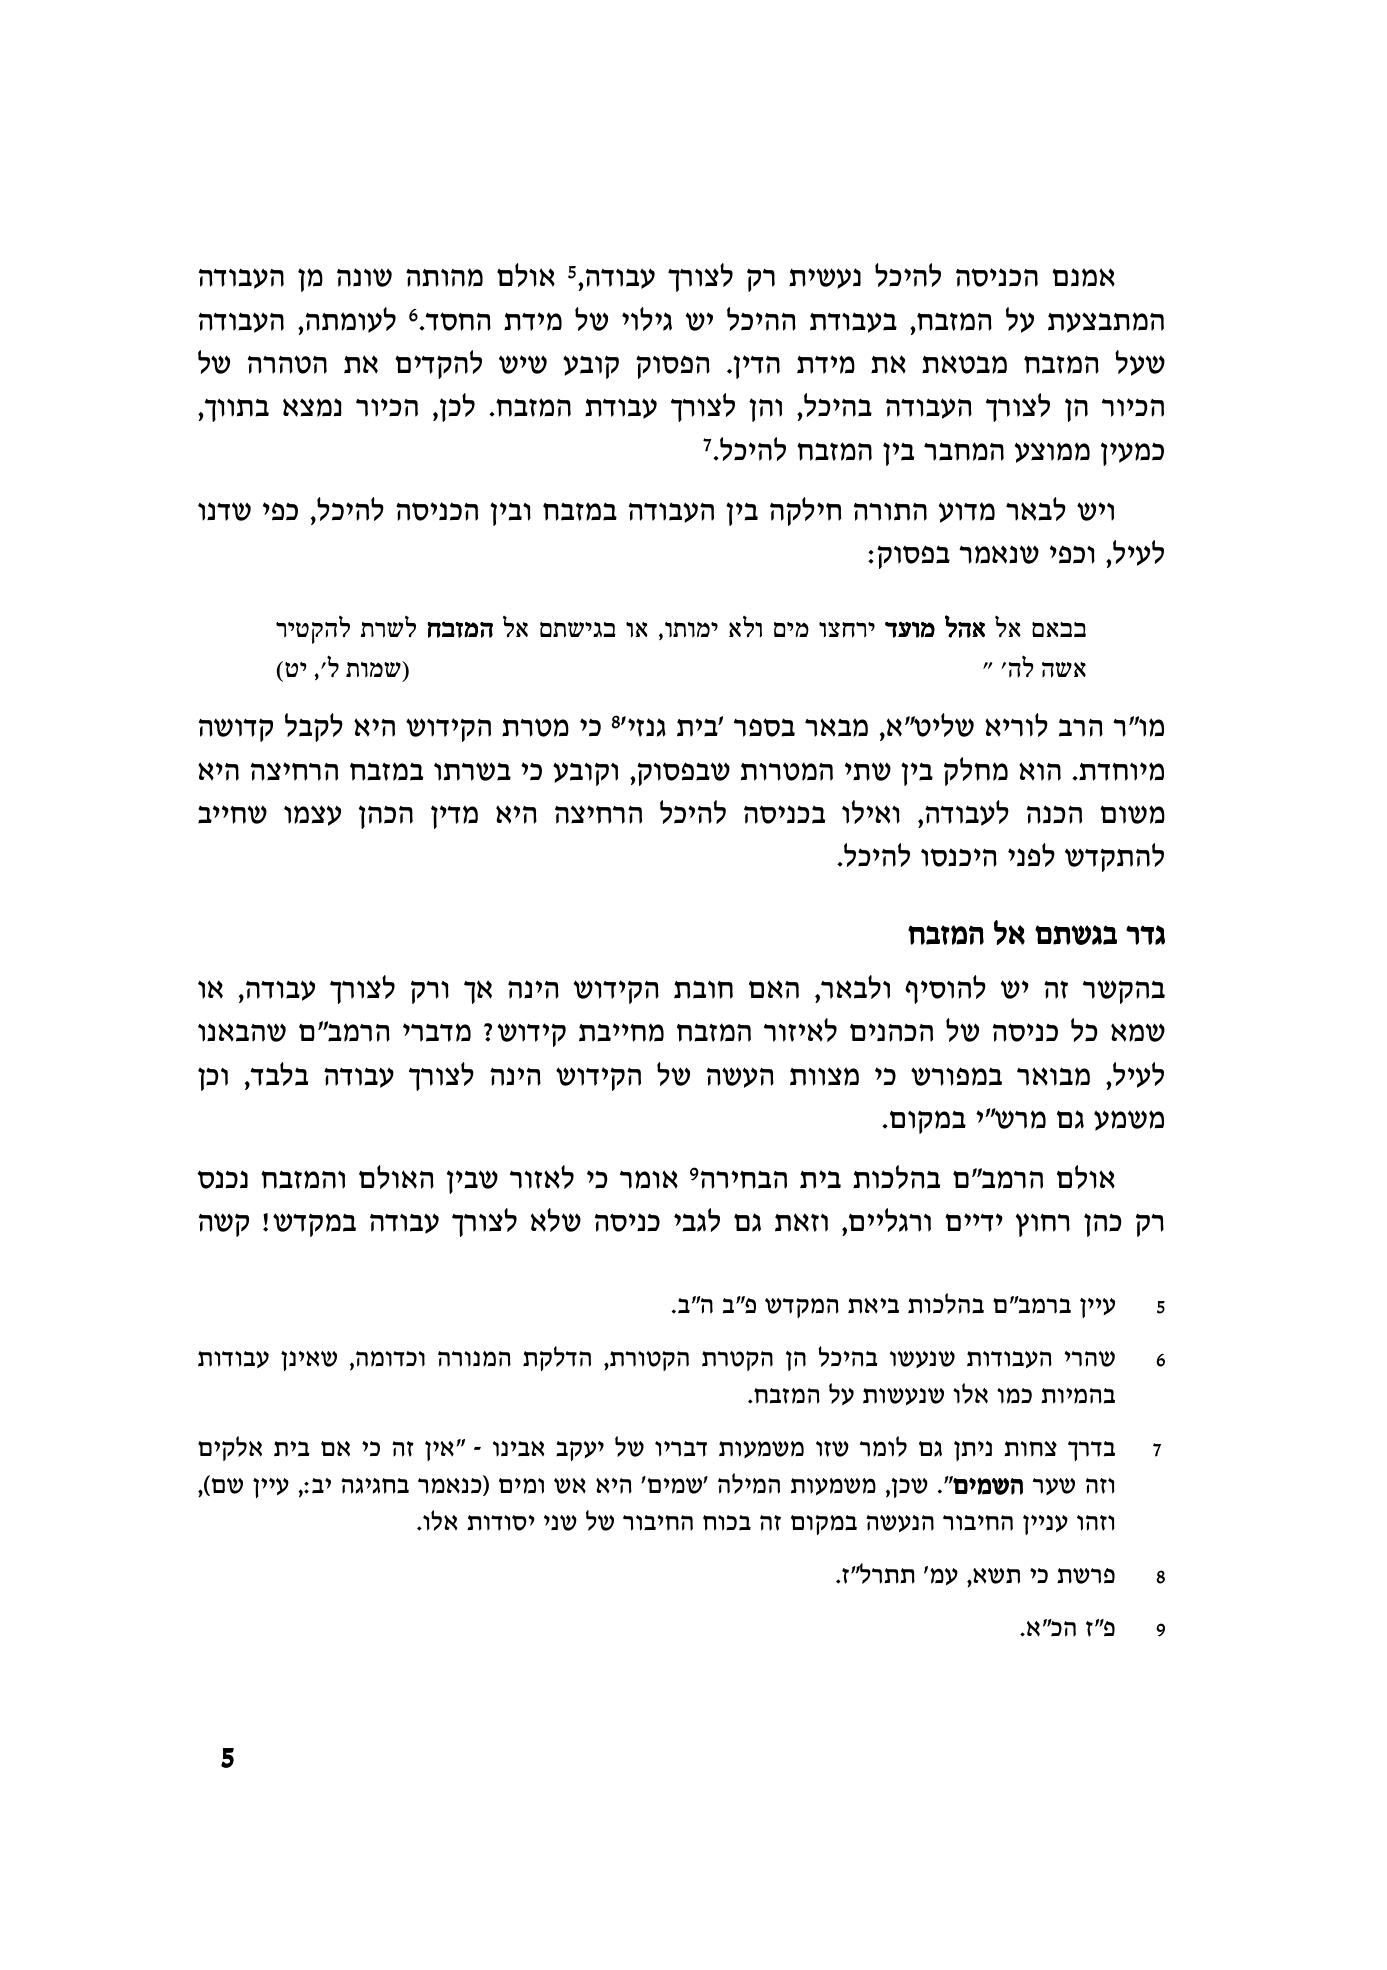 אמנם הכניסה להיכל נעשית רק לצורך עבודה,5 אולם מהותה שונה מן העבודה
המתבצעת על המזבח, בעבודת ההיכל יש גילוי של מידת החסד.6 לעומתה, העבודה
שעל המזבח מבטאת את מידת הדין. הפסוק קובע שיש להקדים את הטהרה של
הכיור הן לצורך העבודה בהיכל, והן לצורך עבודת המזבח. לכן, הכיור נמצא בתווך,
כמעין ממוצע המחבר בין המזבח להיכל.7
ויש לבאר מדוע התורה חילקה בין העבודה במזבח ובין הכניסה להיכל, כפי שדנו
לעיל, וכפי שנאמר בפסוק:
בבאם אל אהל מועד ירחצו מים ולא ימותו, או בגישתם אל המזבח לשרת להקטיר
אשה לה' " (שמות ל', יט)
מו"ר הרב לוריא שליט"א, מבאר בספר 'בית גנזי'8 כי מטרת הקידוש היא לקבל קדושה
מיוחדת. הוא מחלק בין שתי המטרות שבפסוק, וקובע כי בשרתו במזבח הרחיצה היא
משום הכנה לעבודה, ואילו בכניסה להיכל הרחיצה היא מדין הכהן עצמו שחייב
להתקדש לפני היכנסו להיכל.
גדר בגשתם אל המזבח
בהקשר זה יש להוסיף ולבאר, האם חובת הקידוש הינה אך ורק לצורך עבודה, או
שמא כל כניסה של הכהנים לאיזור המזבח מחייבת קידוש? מדברי הרמב"ם שהבאנו
לעיל, מבואר במפורש כי מצוות העשה של הקידוש הינה לצורך עבודה בלבד, וכן
משמע גם מרש"י במקום.
אולם הרמב"ם בהלכות בית הבחירה9 אומר כי לאזור שבין האולם והמזבח נכנס
רק כהן רחוץ ידיים ורגליים, וזאת גם לגבי כניסה שלא לצורך עבודה במקדש! קשה
5 עיין ברמב"ם בהלכות ביאת המקדש פ"ב ה"ב.
6 שהרי העבודות שנעשו בהיכל הן הקטרת הקטורת, הדלקת המנורה וכדומה, שאינן עבודות
בהמיות כמו אלו שנעשות על המזבח.
7 בדרך צחות ניתן גם לומר שזו משמעות דבריו של יעקב אבינו - "אין זה כי אם בית אלקים
וזה שער השמים". שכן, משמעות המילה 'שמים' היא אש ומים (כנאמר בחגיגה יב:, עיין שם),
וזהו עניין החיבור הנעשה במקום זה בכוח החיבור של שני יסודות אלו.
8 פרשת כי תשא, עמ' תתרל"ז.
9 פ"ז הכ"א.
5